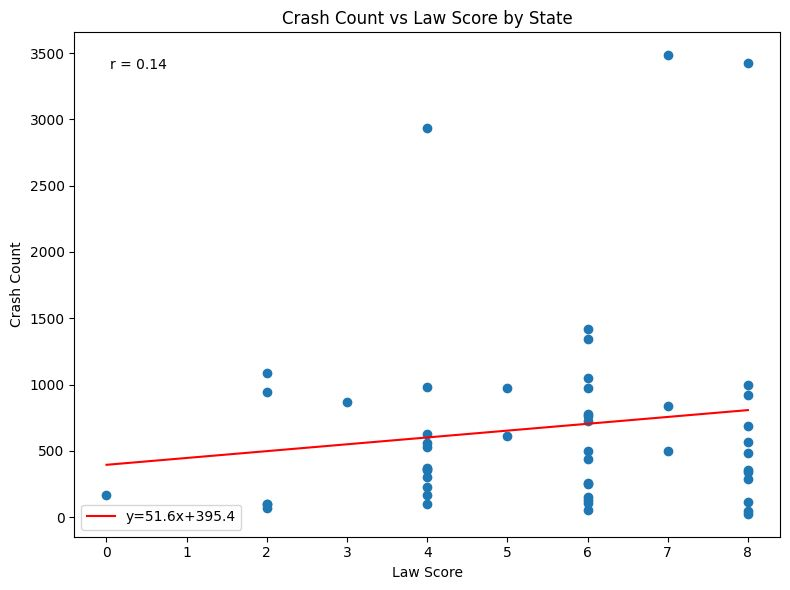 Crash Count vs Law Score by State
3500
3000
2500
2000
1500
1000
500
0
Crash Count
r = 0.14
y=51.6x+395.4
0 1 2 3 4 5 6 7 8
Law Score